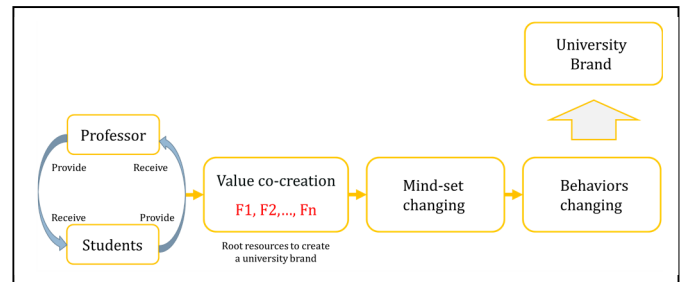 University
Brand
Professor
Provide
Receive
Receive
Provide
Students
Value co-creation
F1, F2,…, Fn
Root resources to create
a university brand
Mind-set
changing
Behaviors
changing